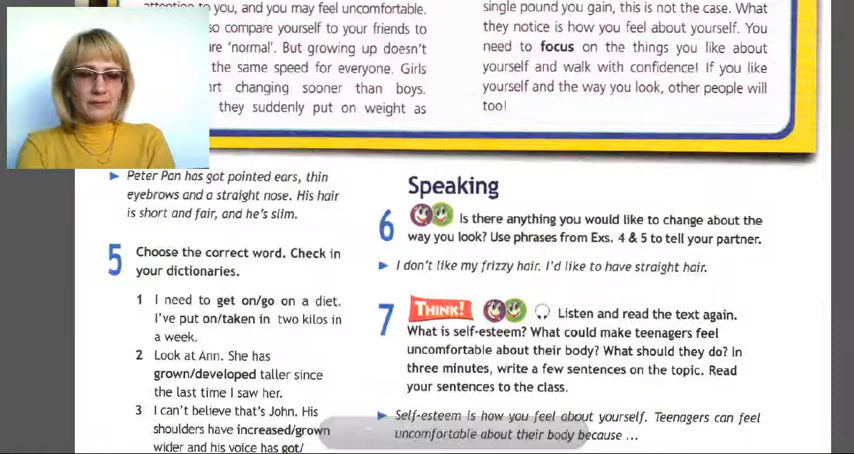 attention to you, and you may feel uncomfortable.
so compare yourself to your friends to
re 'normal'. But growing up doesn't
the same speed for everyone. Girls
art changing sooner than boys.
they suddenly put on weight as
single pound you gain, this is not the case. What
they notice is how you feel about yourself. You
need to focus on the things you like about
yourself and walk with confidence! If you like
yourself and the way you look, other people will
too!
Peter Pan has got pointed ears, thin
eyebrows and a straight nose. His hair
is short and fair, and he's slim.
5 Choose the correct word. Check in
your dictionaries.
1 I need to get on/go on a diet.
I've put on/taken in two kilos in
a week.
2 Look at Ann. She has
grown/developed taller since
the last time I saw her.
3 I can't believe that's John. His
shoulders have increased/grown
wider and his voice has got/
Speaking
6 Is there anything you would like to change about the
way you look? Use phrases from Exs. 4 & 5 to tell your partner.
I don't like my frizzy hair. I'd like to have straight hair.
7 THINK! Listen and read the text again.
What is self-esteem? What could make teenagers feel
uncomfortable about their body? What should they do? In
three minutes, write a few sentences on the topic. Read
your sentences to the class.
Self-esteem is how you feel about yourself. Teenagers can feel
uncomfortable about their body because ...